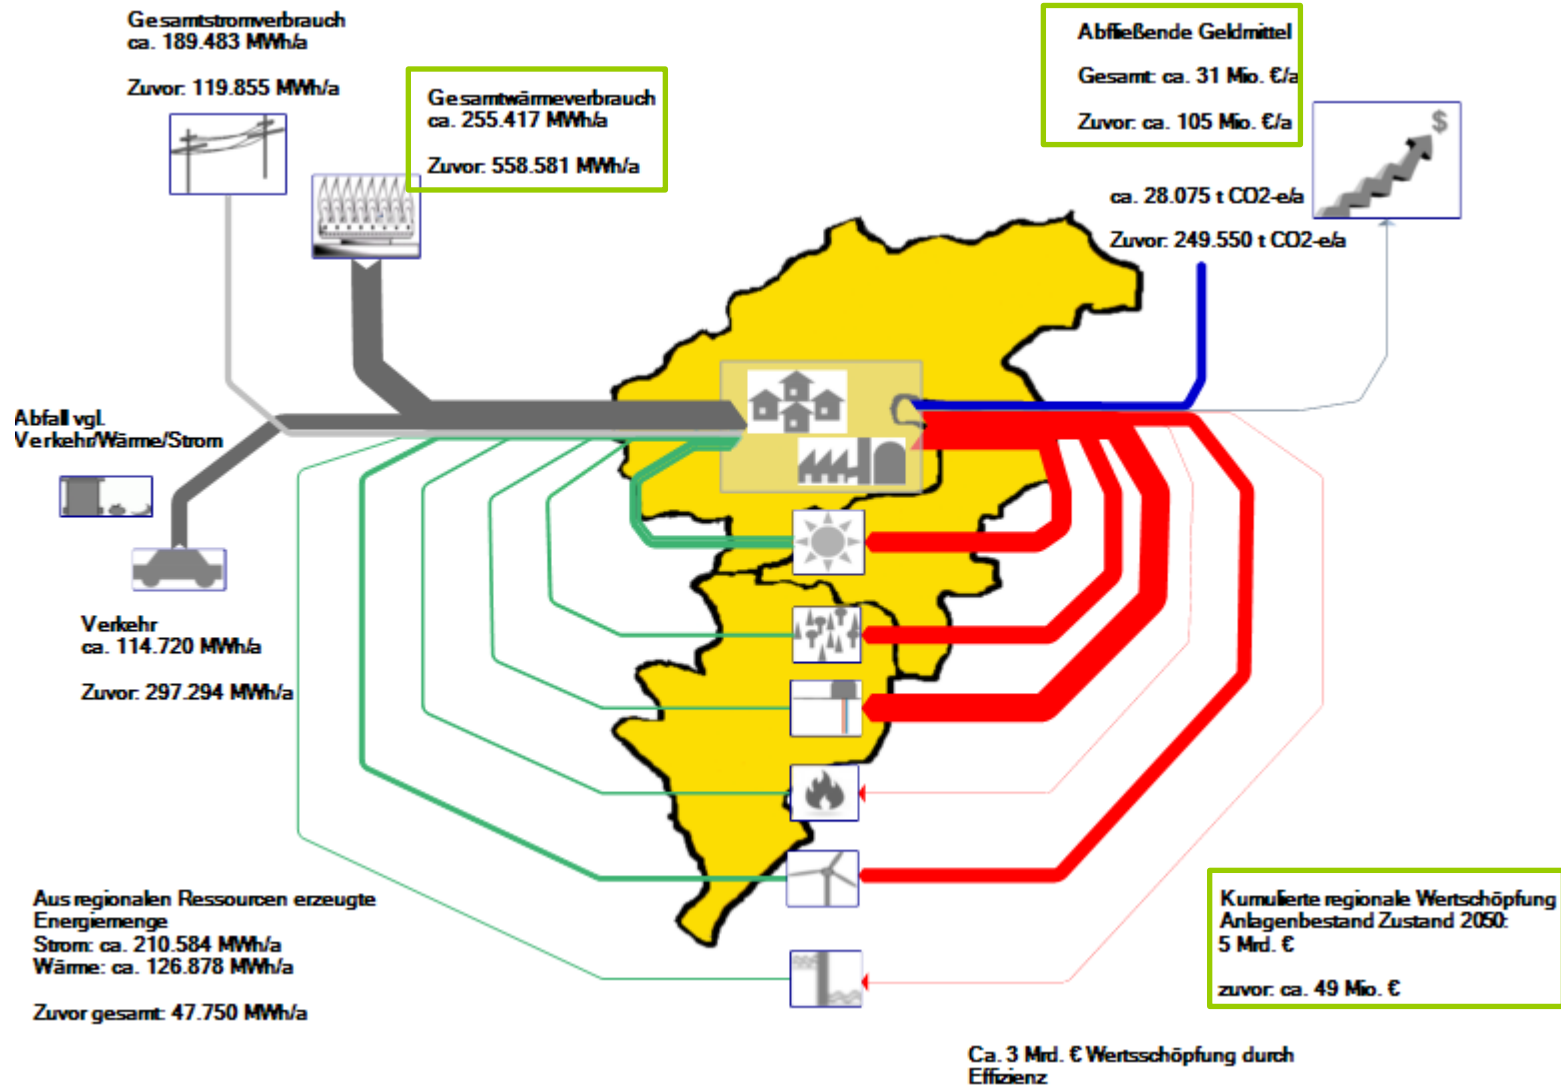 Gesamtstromverbrauch
ca. 189.483 MWh/a
Zuvor: 119.855 MWh/a
Gesamtwärmeverbrauch
ca. 255.417 MWh/a
Zuvor: 558.581 MWh/a
Abfließende Geldmittel
Gesamt: ca. 31 Mio. €/a
Zuvor: ca. 105 Mio. €/a
$
ca. 28.075 t CO2-e/a
Zuvor: 249.550 t CO2-e/a
Abfall vgl.
Verkehr/Wärme/Strom
Verkehr
ca. 114.720 MWh/a
Zuvor: 297.294 MWh/a
Aus regionalen Ressourcen erzeugte
Energiemenge
Strom: ca. 210.584 MWh/a
Wärme: ca. 126.878 MWh/a
Zuvor gesamt: 47.750 MWh/a
Kumulierte regionale Wertschöpfung
Anlagenbestand Zustand 2050:
5 Mrd. €
zuvor: ca. 49 Mio. €
Ca. 3 Mrd. € Wertsschöpfung durch
Effizienz